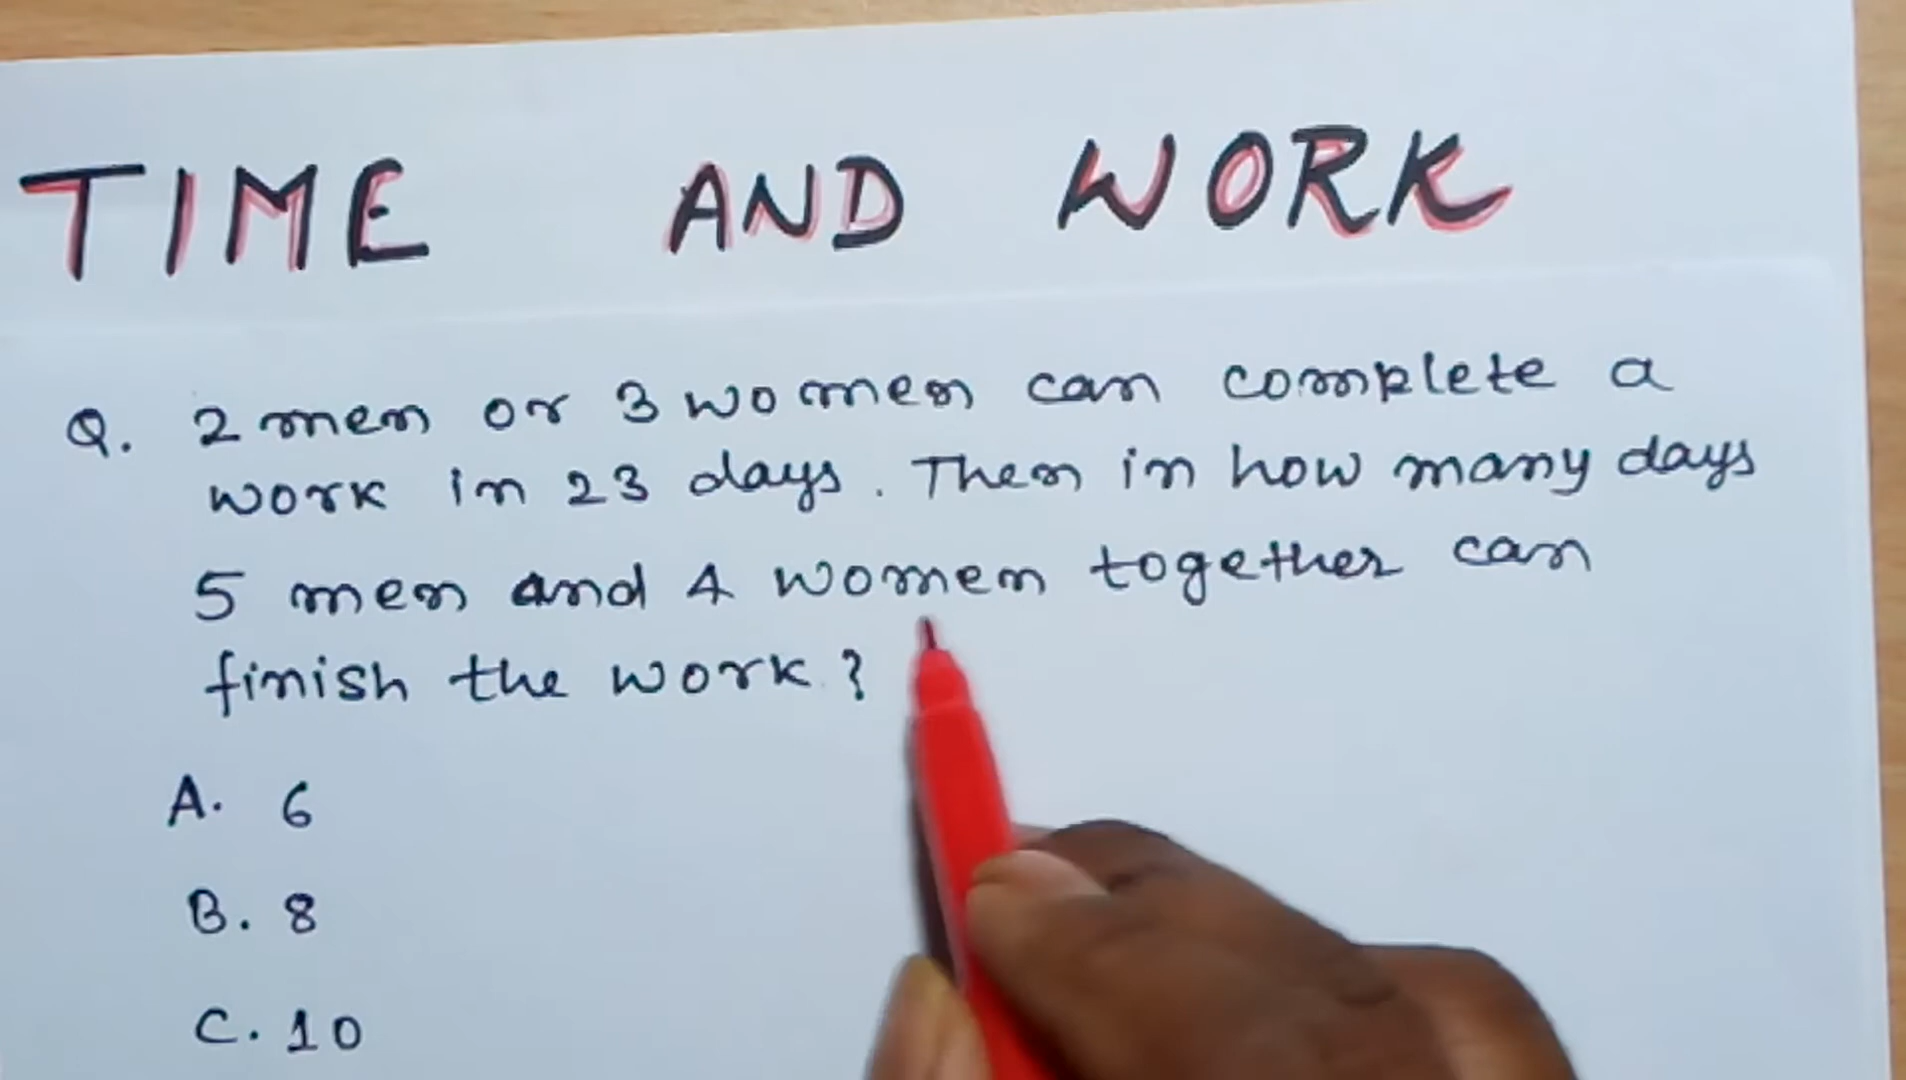 TIME AND WORK
Q. 2 men or 3 women can complete a
work in 23 days. Then in how many days
5 men and 4 women together can
finish the work?
A. 6
B. 8
C. 10